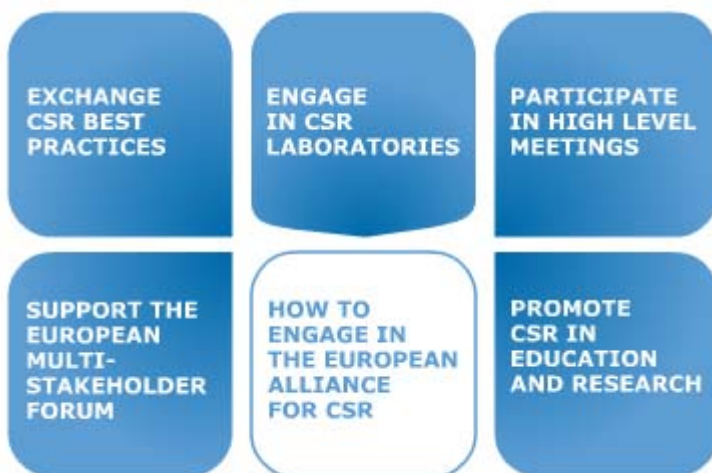 EXCHANGE
CSR BEST
PRACTICES
ENGAGE
IN CSR
LABORATORIES
PARTICIPATE
IN HIGH LEVEL
MEETINGS
SUPPORT THE
EUROPEAN
MULTI-
STAKEHOLDER
FORUM
HOW TO
ENGAGE IN
THE EUROPEAN
ALLIANCE
FOR CSR
PROMOTE
CSR IN
EDUCATION
AND RESEARCH